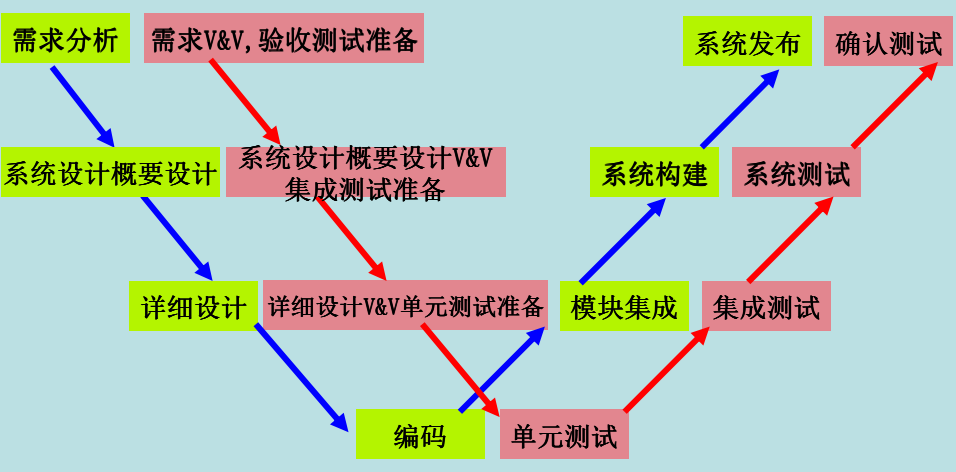 需求分析
需求V&V,验收测试准备
系统发布
确认测试
系统设计概要设计
系统设计概要设计V&V
集成测试准备
系统构建
系统测试
详细设计
详细设计V&V单元测试准备
模块集成
集成测试
编码
单元测试